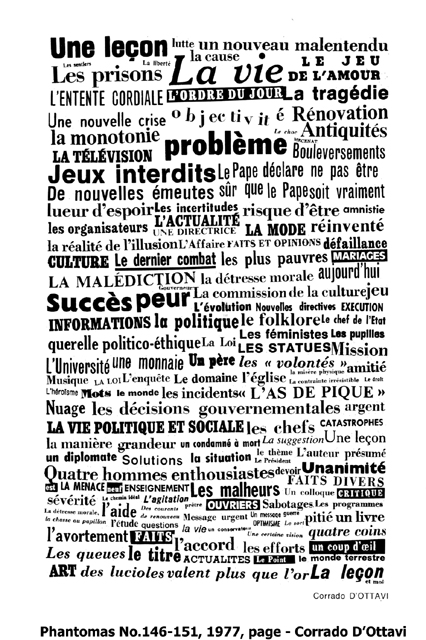 Une leçon lutte un nouveau malentendu
Les sentiers La liberté la cause LE JEU
Les prisons La vie DE L'AMOUR
L'ENTENTE CORDIALE L'ORDRE DU JOUR La tragédie
Une nouvelle crise objectivité Rénovation
la monotonie problème Le choc Antiquités
LA TÉLÉVISION Bouleversements
Jeux interdits Le Pape déclare ne pas être
De nouvelles émeutes sûr que le Pape soit vraiment
lueur d'espoir Les incertitudes risque d'être amnistie
les organisateurs L'ACTUALITÉ UNE DIRECTRICE LA MODE réinventé
la réalité de l'illusion L'Affaire FAITS ET OPINIONS défaillance
CULTURE Le dernier combat les plus pauvres MARIAGES
LA MALÉDICTION la détresse morale aujourd'hui
Succès peur Gouverneurs La commission de la culture jeu
L'évolution Nouvelles directives EXECUTION
INFORMATIONS la politique le folklore Le chef de l'Etat
querelle politico-éthique La Loi Les féministes Les pupilles
LES STATUES Mission
L'Université une monnaie Un père les « volontés » amitié
Musique LA LOI L'enquête Le domaine l'église la misère physique La contrainte irrésistible Le droit
L'héroïsme Mots le monde les incidents « L'AS DE PIQUE »
Nuage les décisions gouvernementales argent
LA VIE POLITIQUE ET SOCIALE les chefs CATASTROPHES
la manière grandeur un condamné à mort La suggestion Une leçon
un diplomate Solutions la situation le thème L'auteur présumé
Le Président
Quatre hommes enthousiastes devoir Unanimité
EST LA MENACE neuf ENSEIGNEMENT Les malheurs FAITS DIVERS
Un colloque CRITIQUE
sévérité Le chemin idéal L'agitation prière OUVRIERS Sabotages Les programmes
La détresse morale, l'aide Des courants de renouveau Message urgent Un message guerre pitié un livre
la chasse au papillon l'étude questions la vie un conservateur OPTIMISME Le sort
l'avortement FAITS l'accord Une certaine vision quatre coins
les efforts un coup d'œil
Les queues le titre ACTUALITES Le Point le monde terrestre
ART des lucioles valent plus que l'or La leçon
et moi
Corrado D'Ottavi
Phantomas No.146-151, 1977, page - Corrado D'Ottavi